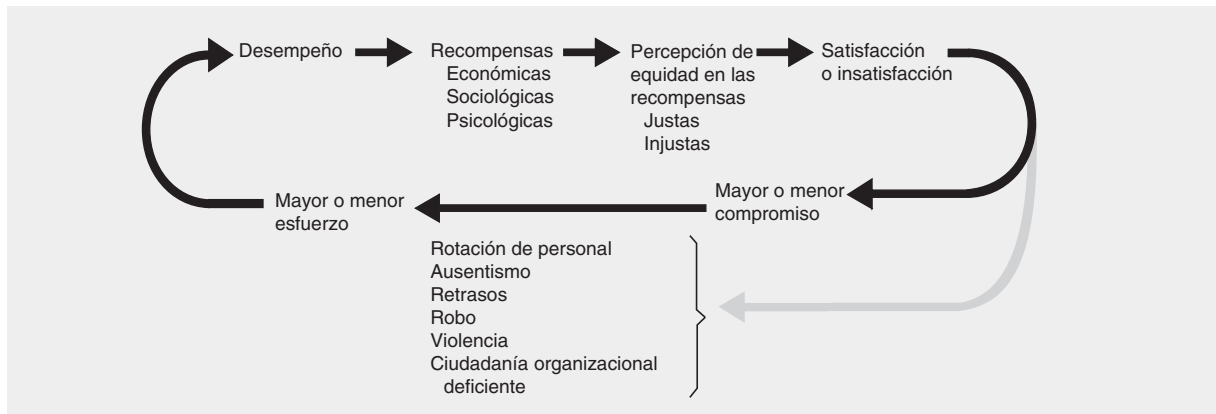 Desempeño
Recompensas
Económicas
Sociológicas
Psicológicas
Percepción de
equidad en las
recompensas
Justas
Injustas
Satisfacción
o insatisfacción
Mayor o menor
compromiso
Mayor o menor
esfuerzo
Rotación de personal
Ausentismo
Retrasos
Robo
Violencia
Ciudadanía organizacional
deficiente